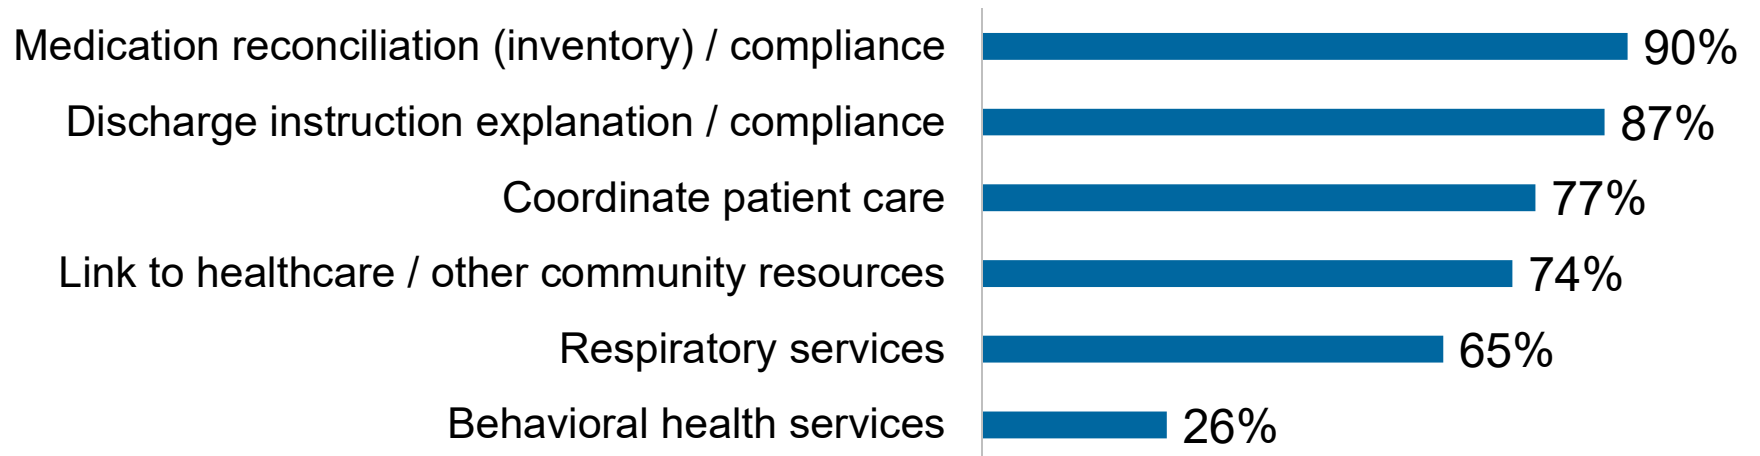 Medication reconciliation (inventory) / compliance 90%
Discharge instruction explanation / compliance 87%
Coordinate patient care 77%
Link to healthcare / other community resources 74%
Respiratory services 65%
Behavioral health services 26%